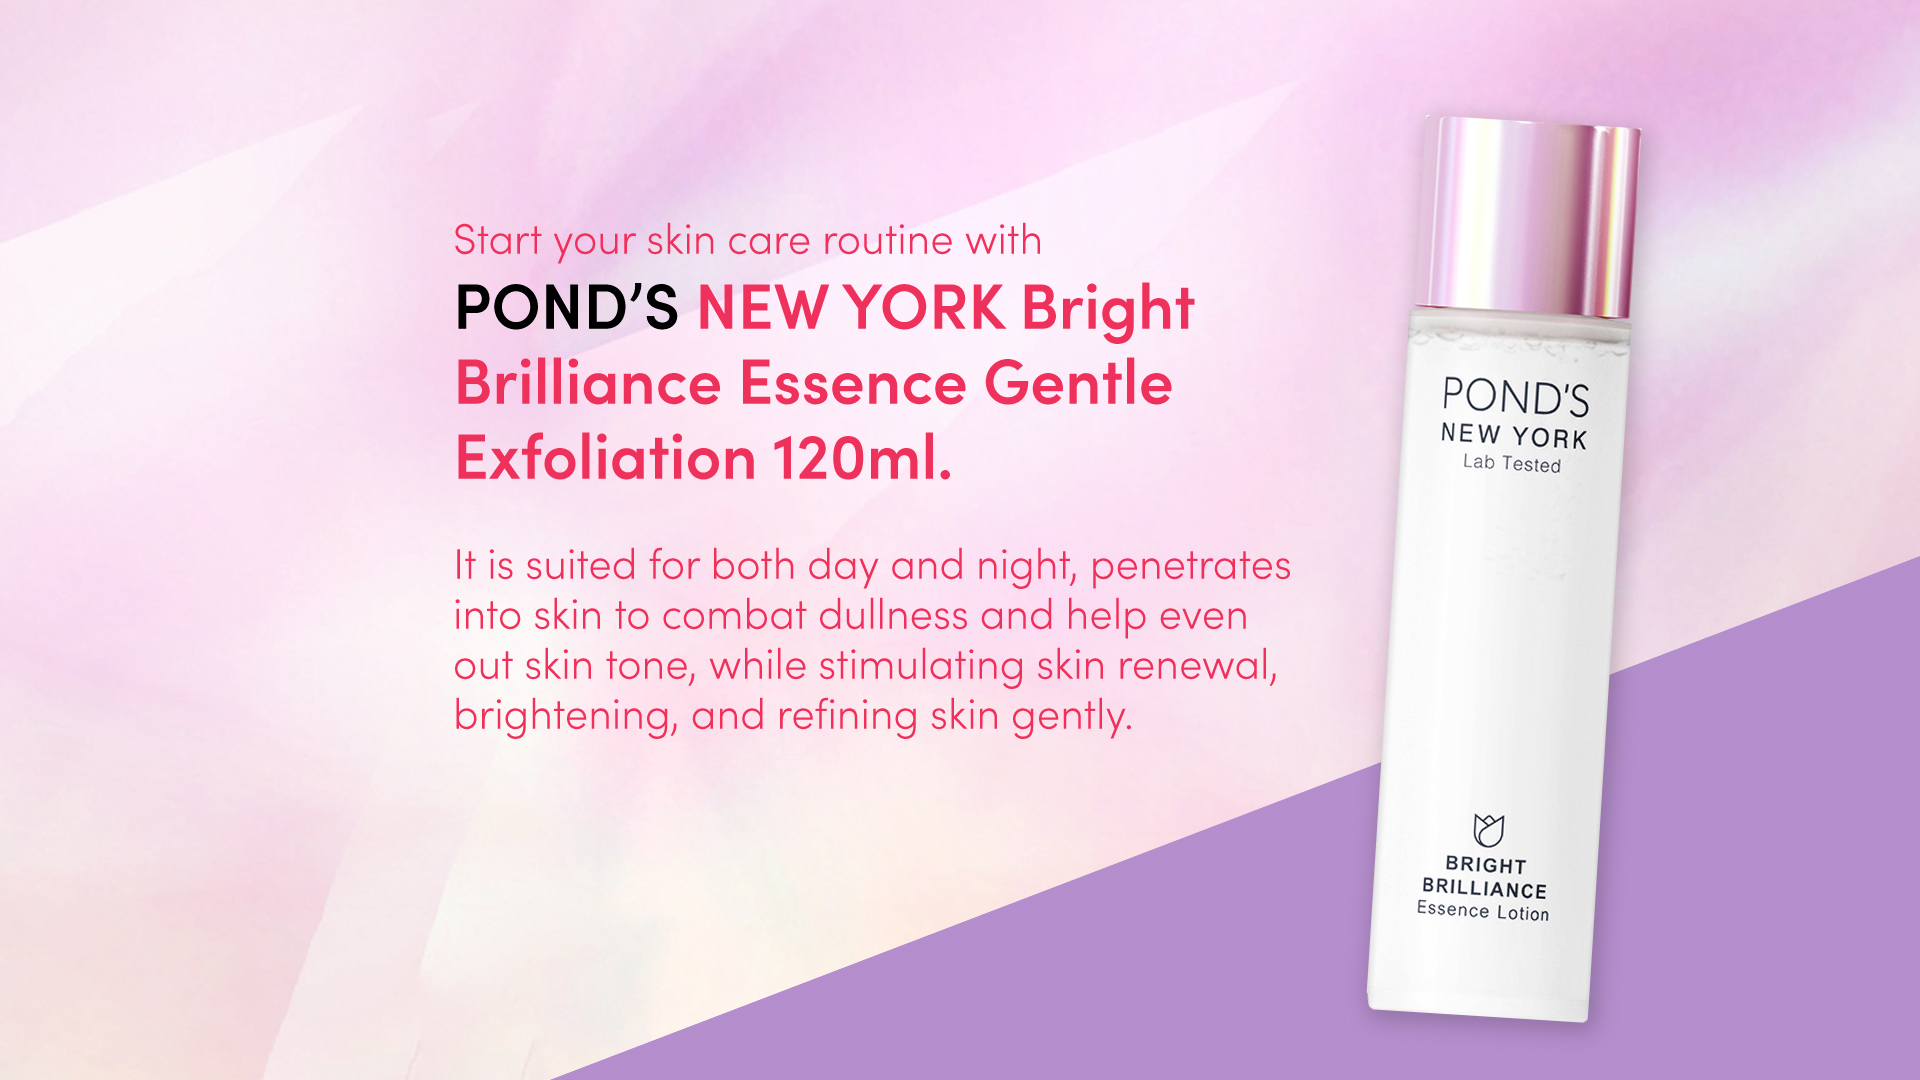 Start your skin care routine with
POND'S NEW YORK Bright
Brilliance Essence Gentle
Exfoliation 120ml.
It is suited for both day and night, penetrates
into skin to combat dullness and help even
out skin tone, while stimulating skin renewal,
brightening, and refining skin gently.
POND'S
NEW YORK
Lab Tested
BRIGHT
BRILLIANCE
Essence Lotion